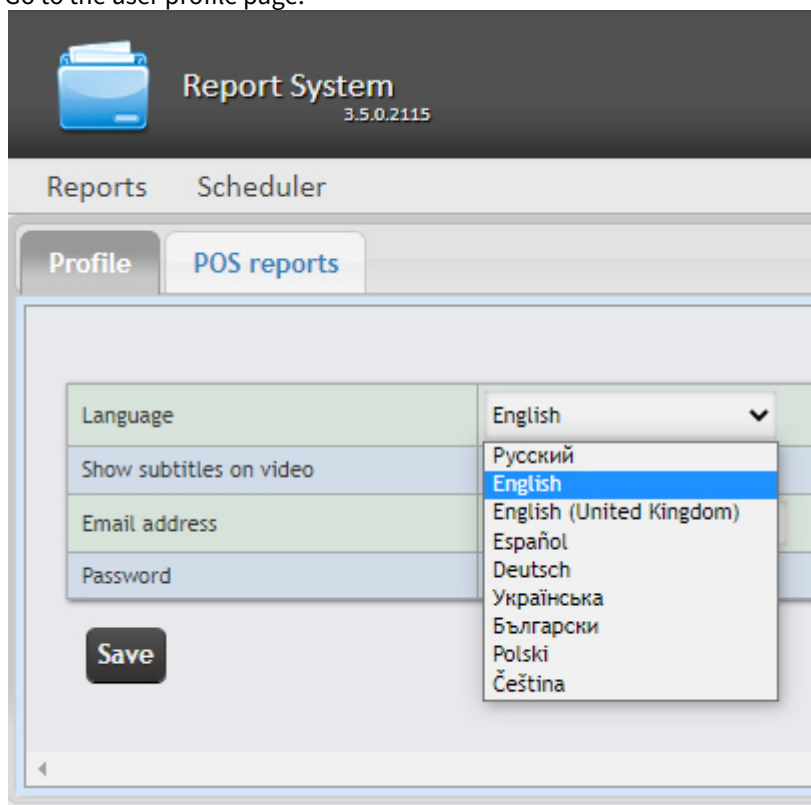 Go to the user profile page.
Report System
3.5.0.2115
Reports Scheduler
Profile POS reports
Language English
Show subtitles on video
Email address
Password
Русский
English
English (United Kingdom)
Español
Deutsch
Українська
Български
Polski
Čeština
Save